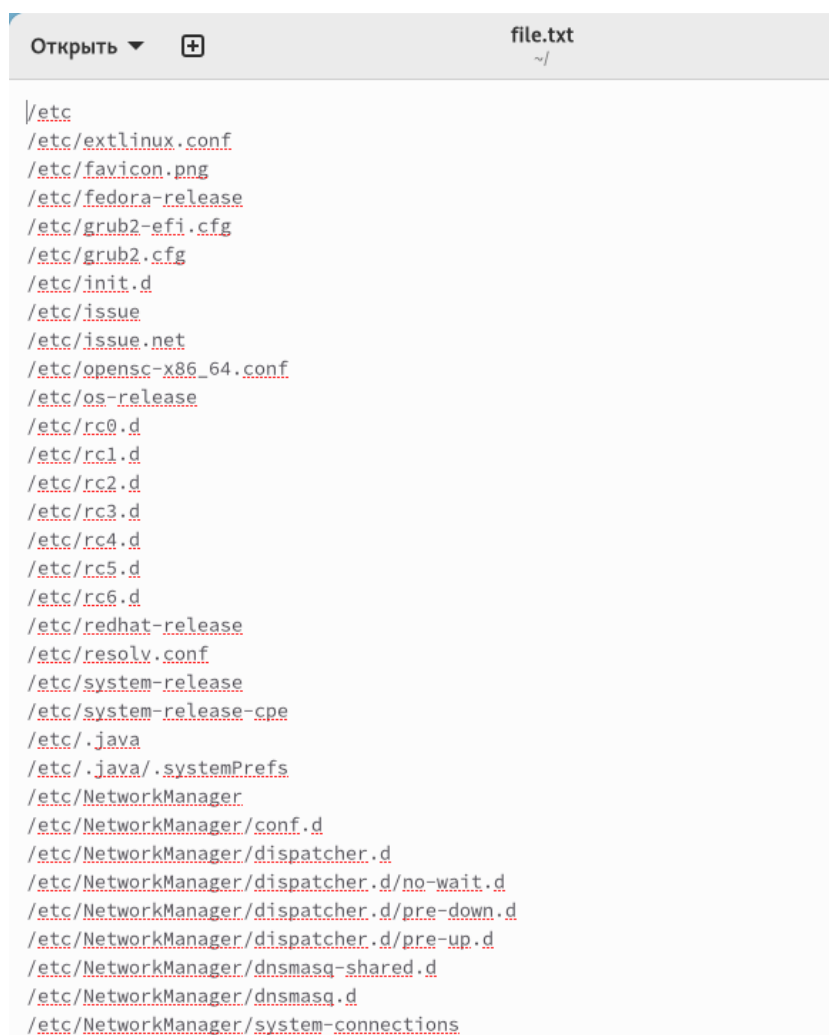 Открыть
file.txt
~/
/etc
/etc/extlinux.conf
/etc/favicon.png
/etc/fedora-release
/etc/grub2-efi.cfg
/etc/grub2.cfg
/etc/init.d
/etc/issue
/etc/issue.net
/etc/opensc-x86_64.conf
/etc/os-release
/etc/rc0.d
/etc/rc1.d
/etc/rc2.d
/etc/rc3.d
/etc/rc4.d
/etc/rc5.d
/etc/rc6.d
/etc/redhat-release
/etc/resolv.conf
/etc/system-release
/etc/system-release-cpe
/etc/.java
/etc/.java/.systemPrefs
/etc/NetworkManager
/etc/NetworkManager/conf.d
/etc/NetworkManager/dispatcher.d
/etc/NetworkManager/dispatcher.d/no-wait.d
/etc/NetworkManager/dispatcher.d/pre-down.d
/etc/NetworkManager/dispatcher.d/pre-up.d
/etc/NetworkManager/dnsmasq-shared.d
/etc/NetworkManager/dnsmasq.d
/etc/NetworkManager/system-connections